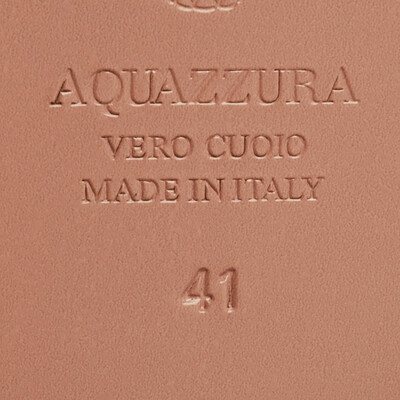 AQUAZZURA
VERO CUOIO
MADE IN ITALY
41